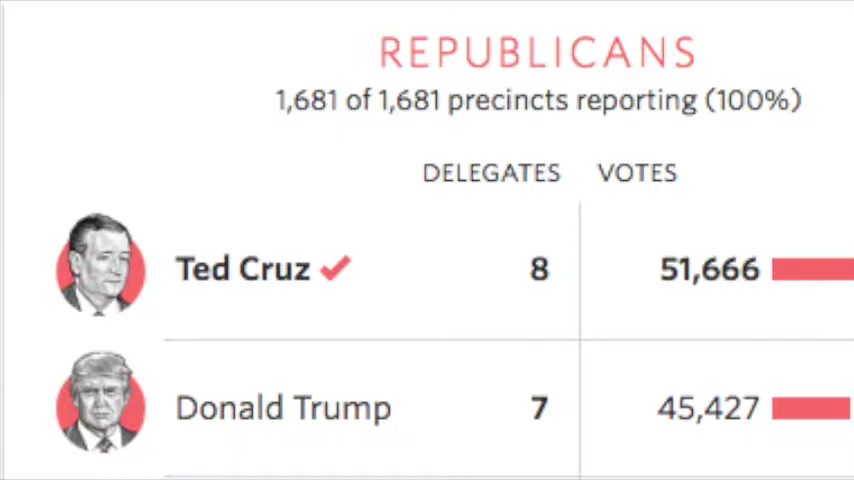 REPUBLICANS
1,681 of 1,681 precincts reporting (100%)
DELEGATES VOTES
Ted Cruz 8 51,666
Donald Trump 7 45,427